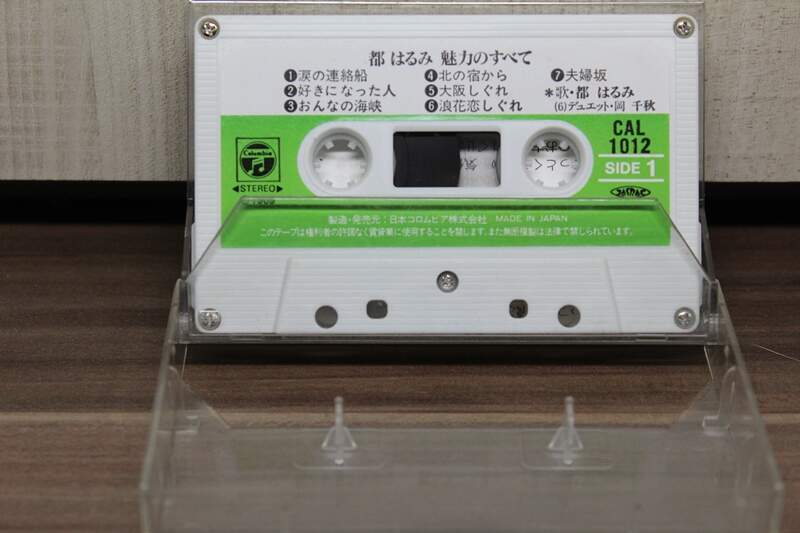 都 はるみ 魅力のすべて
❶涙の連絡船
❷好きになった人
❸おんなの海峡
❹北の宿から
❺大阪しぐれ
❻浪花恋しぐれ
❼夫婦坂
＊歌・都 はるみ
(6)デュエット・岡 千秋
Columbia
◀STEREO▶
CAL
1012
SIDE 1
製造・発売元：日本コロムビア株式会社 MADE IN JAPAN
このテープは権利者の許諾なく賃貸業に使用することを禁じます。また無断複製は法律で禁じられています。